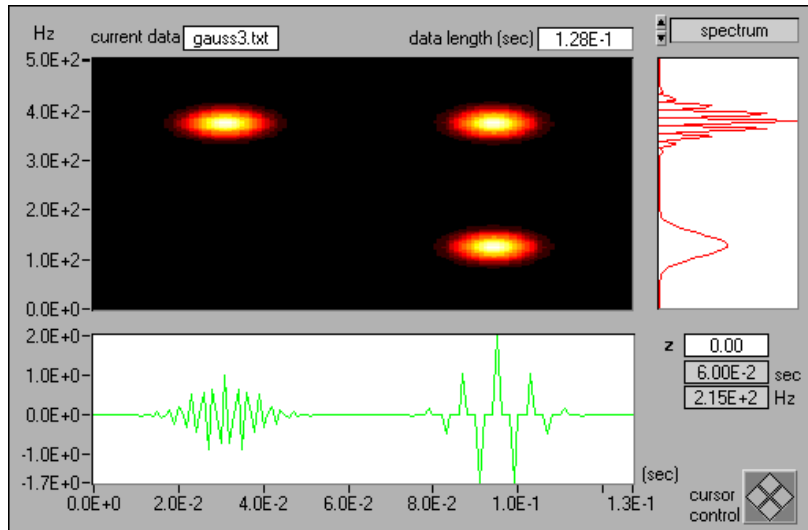 Hz current data gauss3.txt data length (sec) 1.28E-1 spectrum
5.0E+2
4.0E+2
3.0E+2
2.0E+2
1.0E+2
0.0E+0
2.0E+0
1.0E+0
0.0E+0
-1.0E+0
-1.7E+0
0.0E+0 2.0E-2 4.0E-2 6.0E-2 8.0E-2 1.0E-1 1.3E-1
(sec)
z 0.00
6.00E-2 sec
2.15E+2 Hz
cursor
control